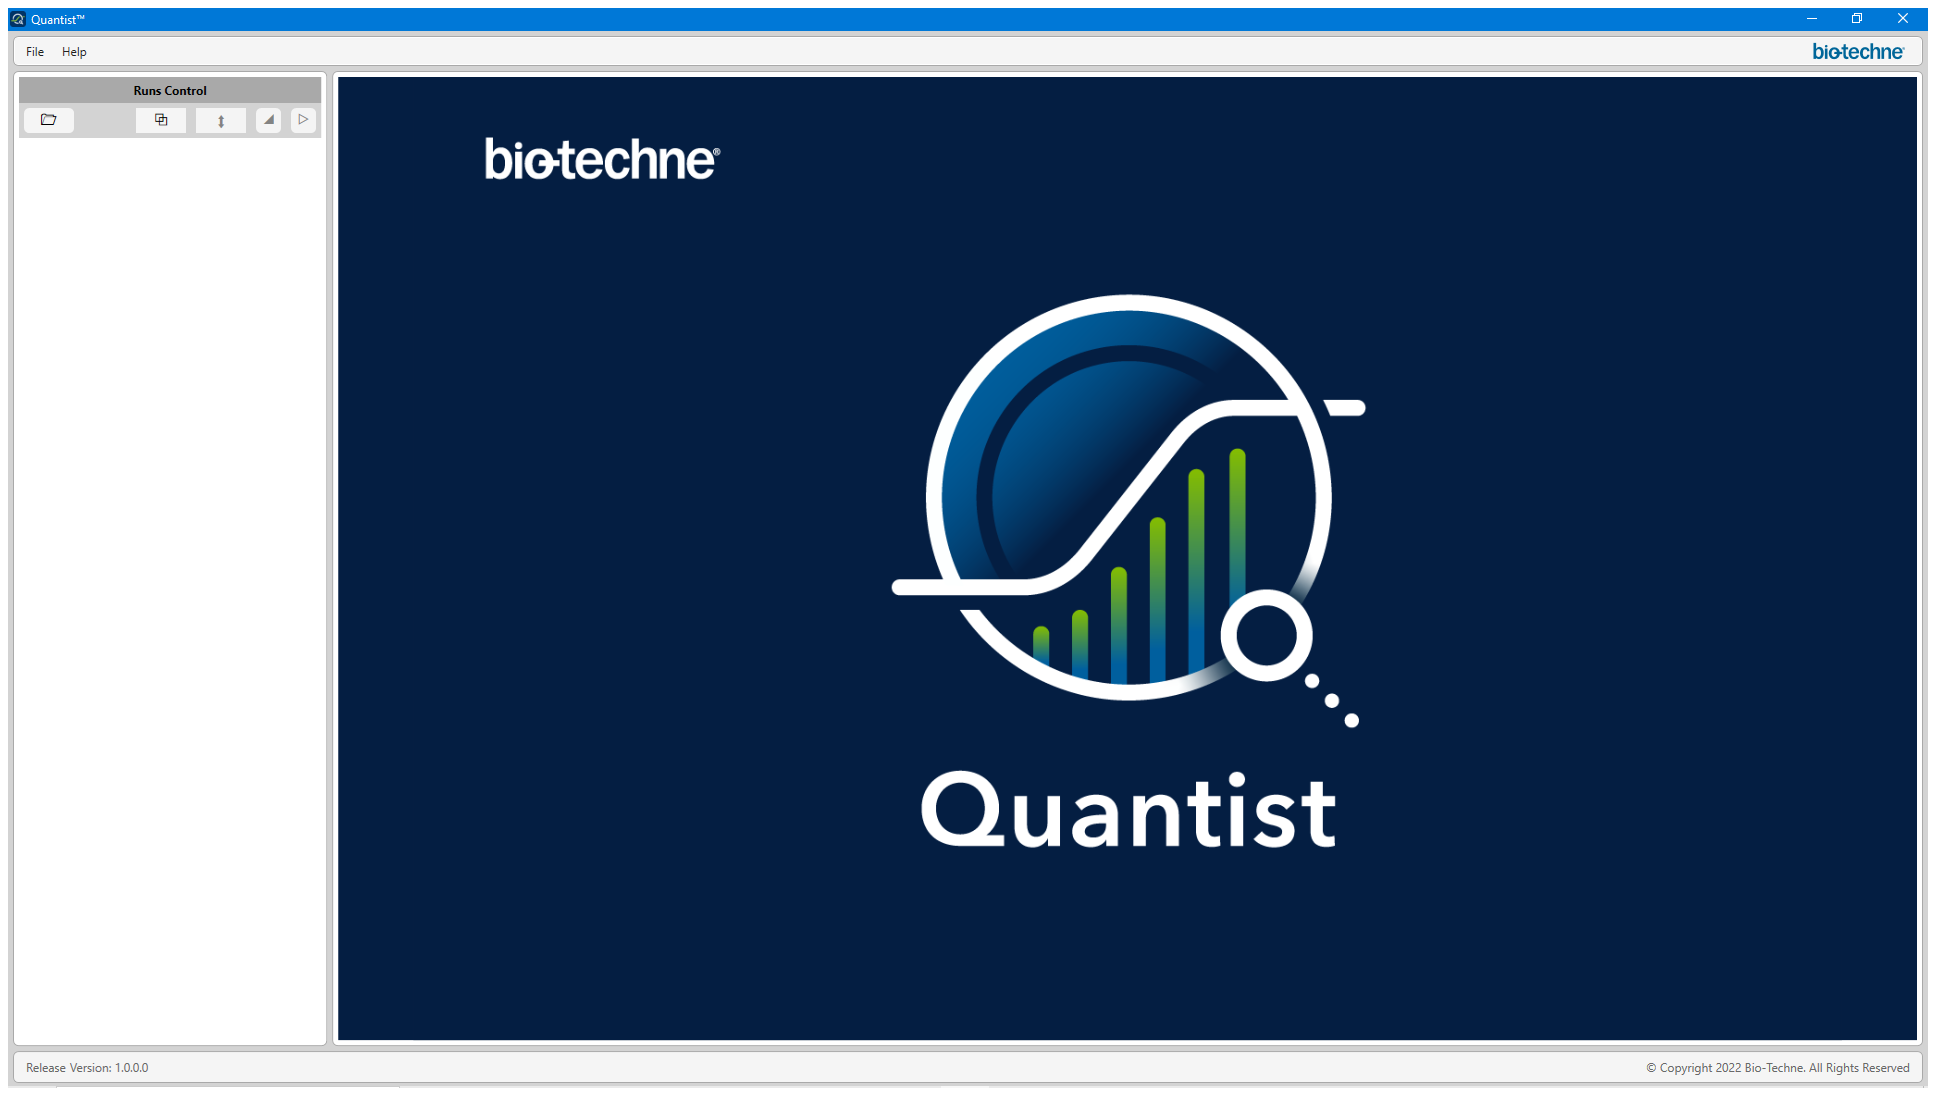 Quantist™
File Help
bio-techne®
Runs Control
bio-techne®
Quantist
Release Version: 1.0.0.0
© Copyright 2022 Bio-Techne. All Rights Reserved